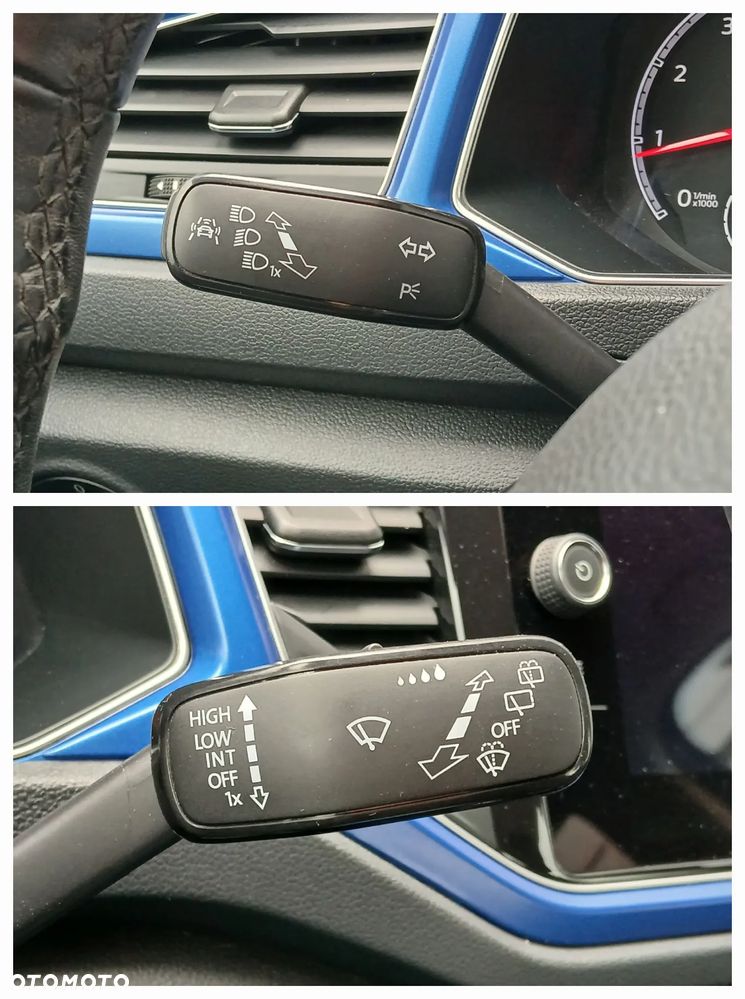 3
2
1
0 1/min
x1000
1x
P
HIGH
LOW
INT
OFF
1x
OFF
OTOMOTO